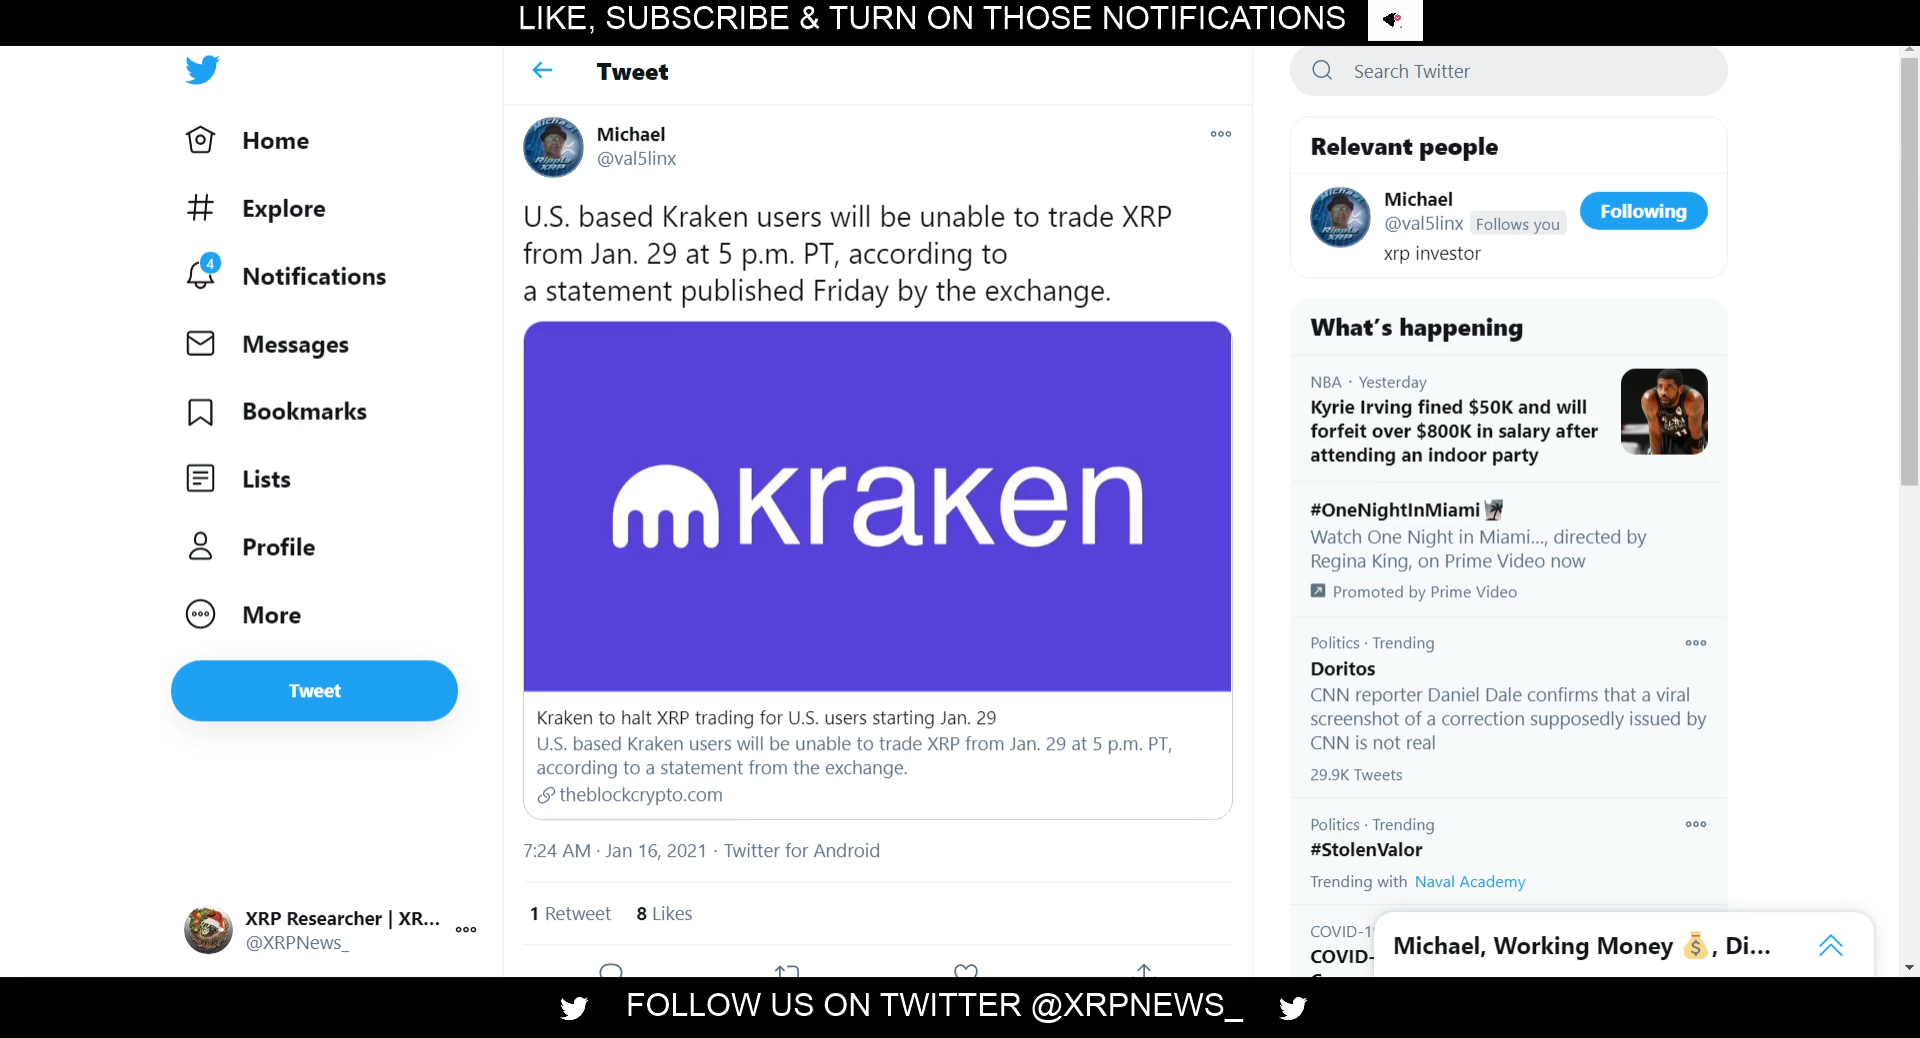 LIKE, SUBSCRIBE & TURN ON THOSE NOTIFICATIONS
Home
Explore
4
Notifications
Messages
Bookmarks
Lists
Profile
More
Tweet
XRP Researcher | XR...
@XRPNews_
Tweet
Michael
@val5linx
U.S. based Kraken users will be unable to trade XRP
from Jan. 29 at 5 p.m. PT, according to
a statement published Friday by the exchange.
kraken
Kraken to halt XRP trading for U.S. users starting Jan. 29
U.S. based Kraken users will be unable to trade XRP from Jan. 29 at 5 p.m. PT,
according to a statement from the exchange.
theblockcrypto.com
7:24 AM · Jan 16, 2021 · Twitter for Android
1 Retweet 8 Likes
Search Twitter
Relevant people
Michael
@val5linx Follows you
Following
xrp investor
What's happening
NBA · Yesterday
Kyrie Irving fined $50K and will
forfeit over $800K in salary after
attending an indoor party
#OneNightInMiami
Watch One Night in Miami..., directed by
Regina King, on Prime Video now
Promoted by Prime Video
Politics · Trending
Doritos
CNN reporter Daniel Dale confirms that a viral
screenshot of a correction supposedly issued by
CNN is not real
29.9K Tweets
Politics · Trending
#StolenValor
Trending with Naval Academy
COVID-1
COVID-
Michael, Working Money 💰, Di...
FOLLOW US ON TWITTER @XRPNEWS_